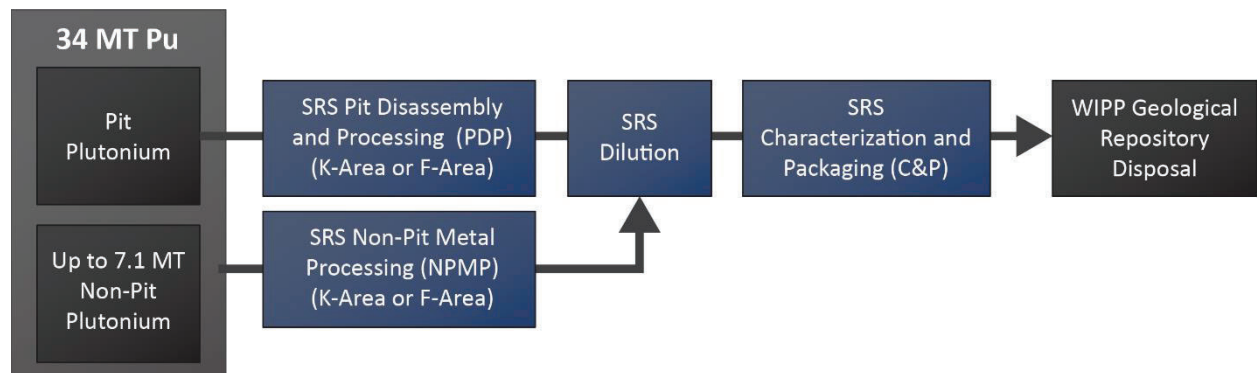 34 MT Pu
Pit
Plutonium
SRS Pit Disassembly
and Processing (PDP)
(K-Area or F-Area)
SRS
Dilution
SRS
Characterization and
Packaging (C&P)
WIPP Geological
Repository
Disposal
Up to 7.1 MT
Non-Pit
Plutonium
SRS Non-Pit Metal
Processing (NPMP)
(K-Area or F-Area)